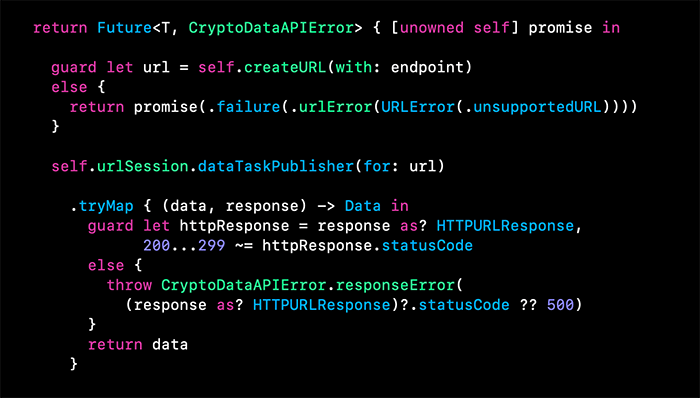 return Future<T, CryptoDataAPIError> { [unowned self] promise in
guard let url = self.createURL(with: endpoint)
else {
return promise(.failure(.urlError(URLError(.unsupportedURL))))
}
self.urlSession.dataTaskPublisher(for: url)
.tryMap { (data, response) -> Data in
guard let httpResponse = response as? HTTPURLResponse,
200...299 ~= httpResponse.statusCode
else {
throw CryptoDataAPIError.responseError(
(response as? HTTPURLResponse)?.statusCode ?? 500)
}
return data
}